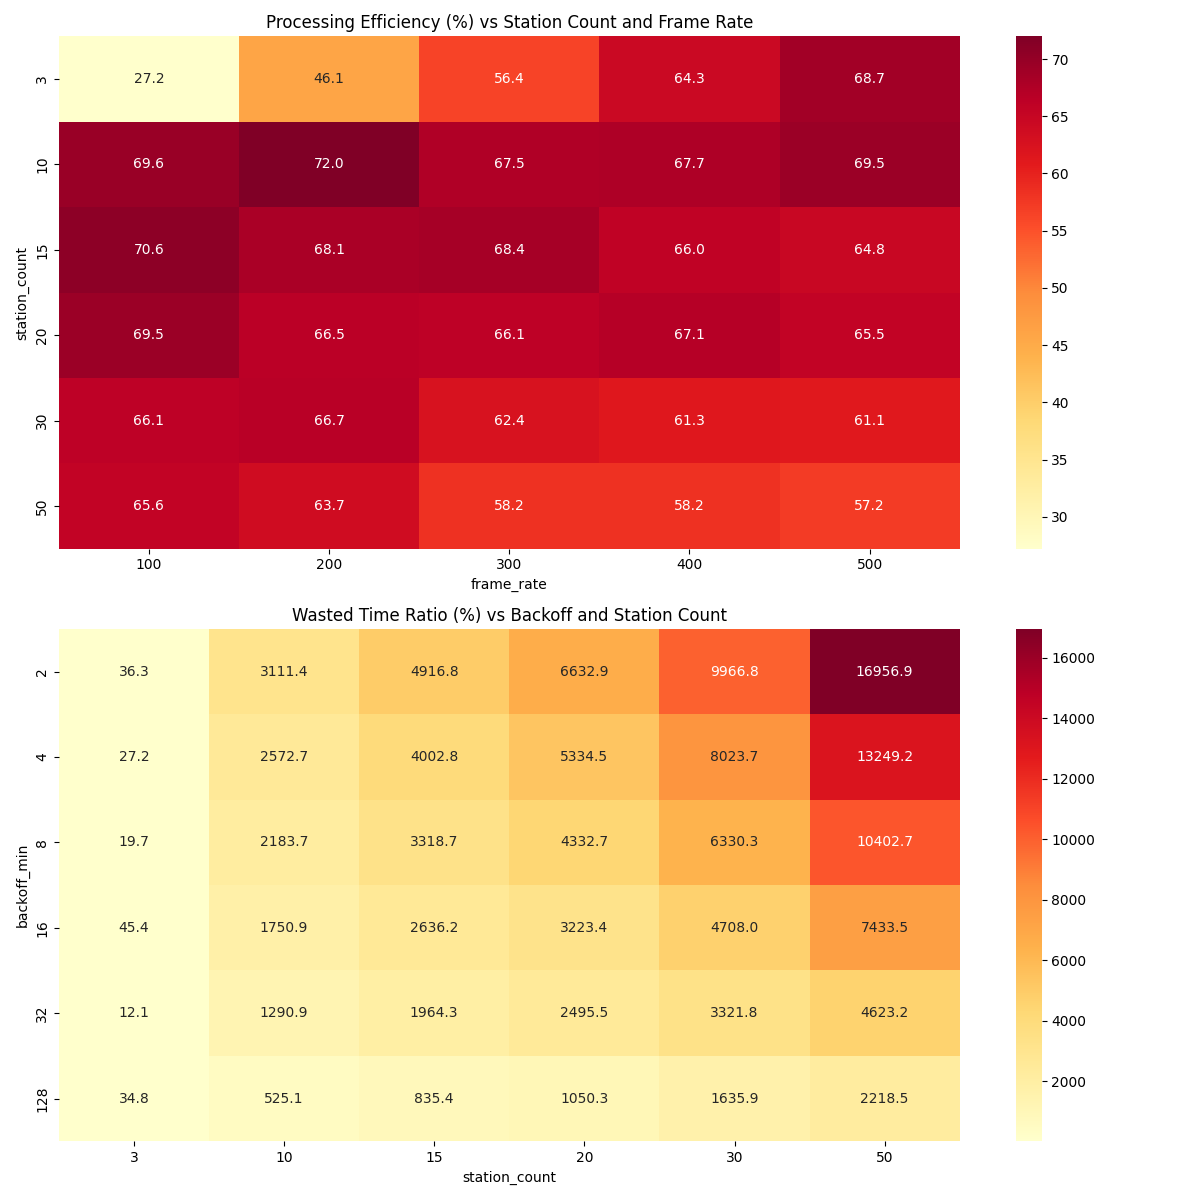 Processing Efficiency (%) vs Station Count and Frame Rate
station_count
3 27.2 46.1 56.4 64.3 68.7
10 69.6 72.0 67.5 67.7 69.5
15 70.6 68.1 68.4 66.0 64.8
20 69.5 66.5 66.1 67.1 65.5
30 66.1 66.7 62.4 61.3 61.1
50 65.6 63.7 58.2 58.2 57.2
100 200 300 400 500
frame_rate
70
65
60
55
50
45
40
35
30
Wasted Time Ratio (%) vs Backoff and Station Count
backoff_min
2 36.3 3111.4 4916.8 6632.9 9966.8 16956.9
4 27.2 2572.7 4002.8 5334.5 8023.7 13249.2
8 19.7 2183.7 3318.7 4332.7 6330.3 10402.7
16 45.4 1750.9 2636.2 3223.4 4708.0 7433.5
32 12.1 1290.9 1964.3 2495.5 3321.8 4623.2
128 34.8 525.1 835.4 1050.3 1635.9 2218.5
3 10 15 20 30 50
station_count
16000
14000
12000
10000
8000
6000
4000
2000